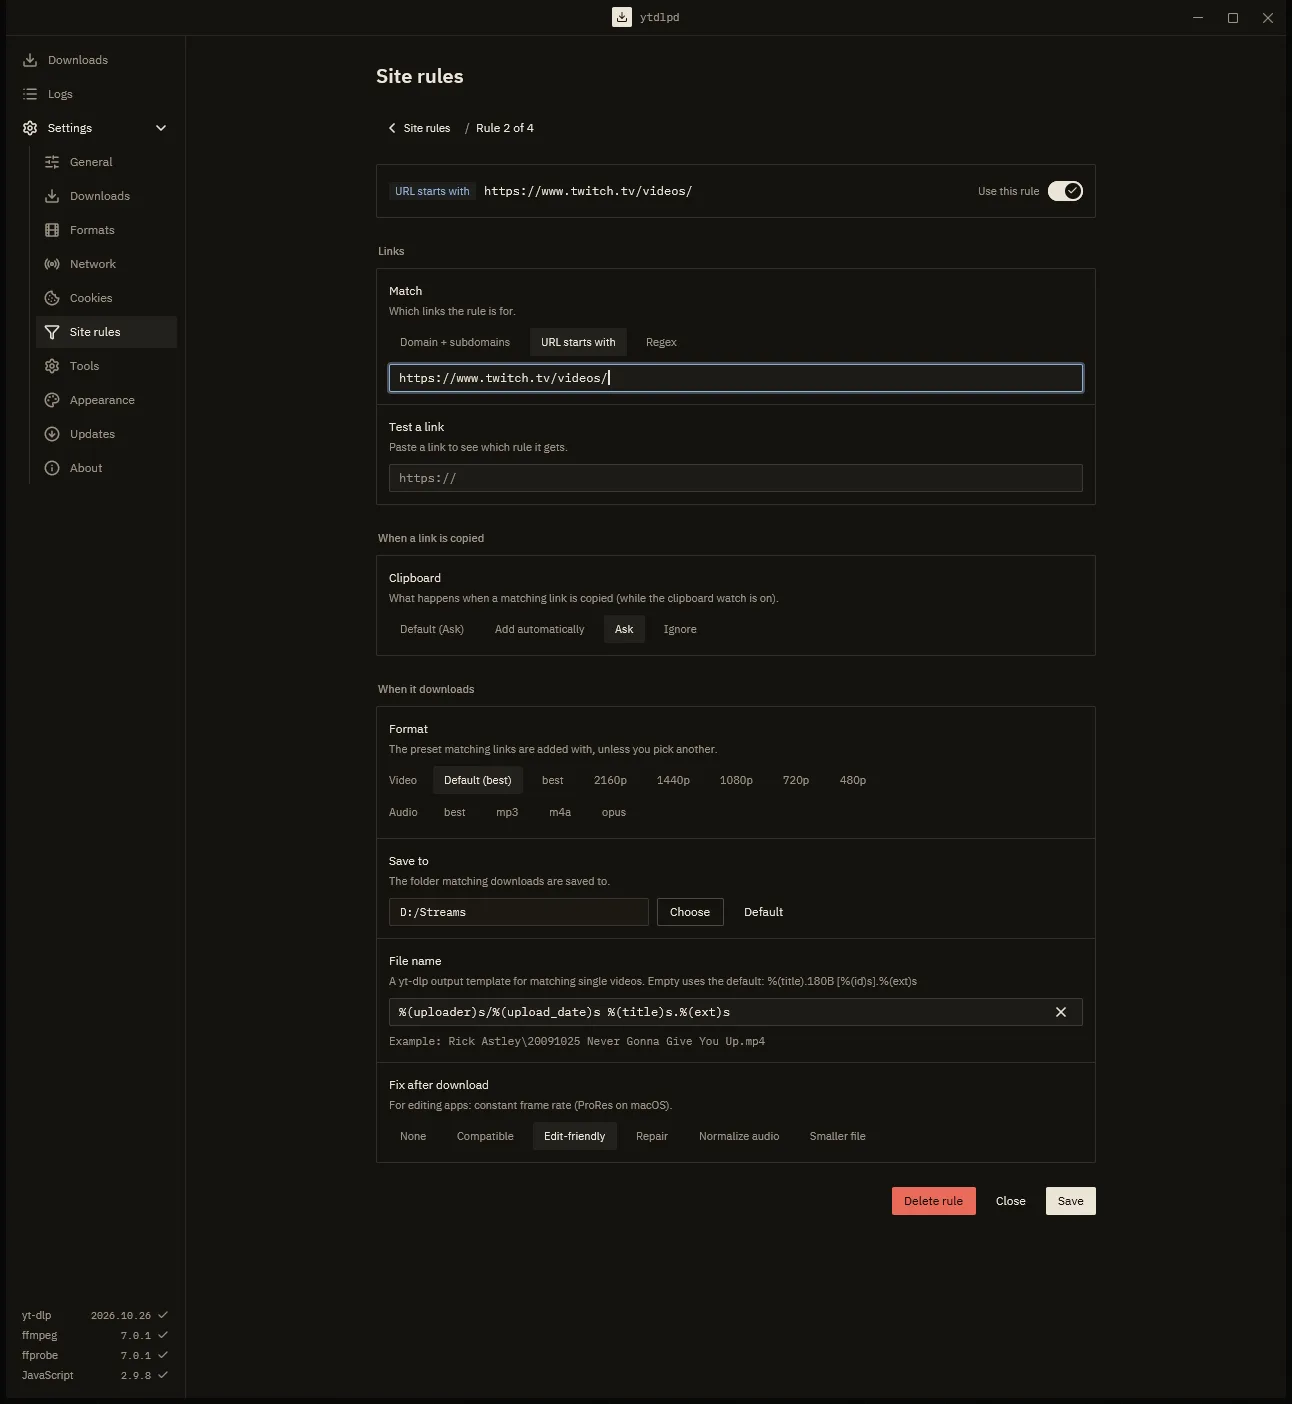 ytdlpd
Downloads
Logs
Settings
General
Downloads
Formats
Network
Cookies
Site rules
Tools
Appearance
Updates
About
yt-dlp 2026.10.26
ffmpeg 7.0.1
ffprobe 7.0.1
JavaScript 2.9.8
Site rules
Site rules / Rule 2 of 4
URL starts with https://www.twitch.tv/videos/ Use this rule
Links
Match
Which links the rule is for.
Domain + subdomains URL starts with Regex
https://www.twitch.tv/videos/
Test a link
Paste a link to see which rule it gets.
https://
When a link is copied
Clipboard
What happens when a matching link is copied (while the clipboard watch is on).
Default (Ask) Add automatically Ask Ignore
When it downloads
Format
The preset matching links are added with, unless you pick another.
Video Default (best) best 2160p 1440p 1080p 720p 480p
Audio best mp3 m4a opus
Save to
The folder matching downloads are saved to.
D:/Streams Choose Default
File name
A yt-dlp output template for matching single videos. Empty uses the default: %(title).180B [%(id)s].%(ext)s
%(uploader)s/%(upload_date)s %(title)s.%(ext)s
Example: Rick Astley\20091025 Never Gonna Give You Up.mp4
Fix after download
For editing apps: constant frame rate (ProRes on macOS).
None Compatible Edit-friendly Repair Normalize audio Smaller file
Delete rule Close Save